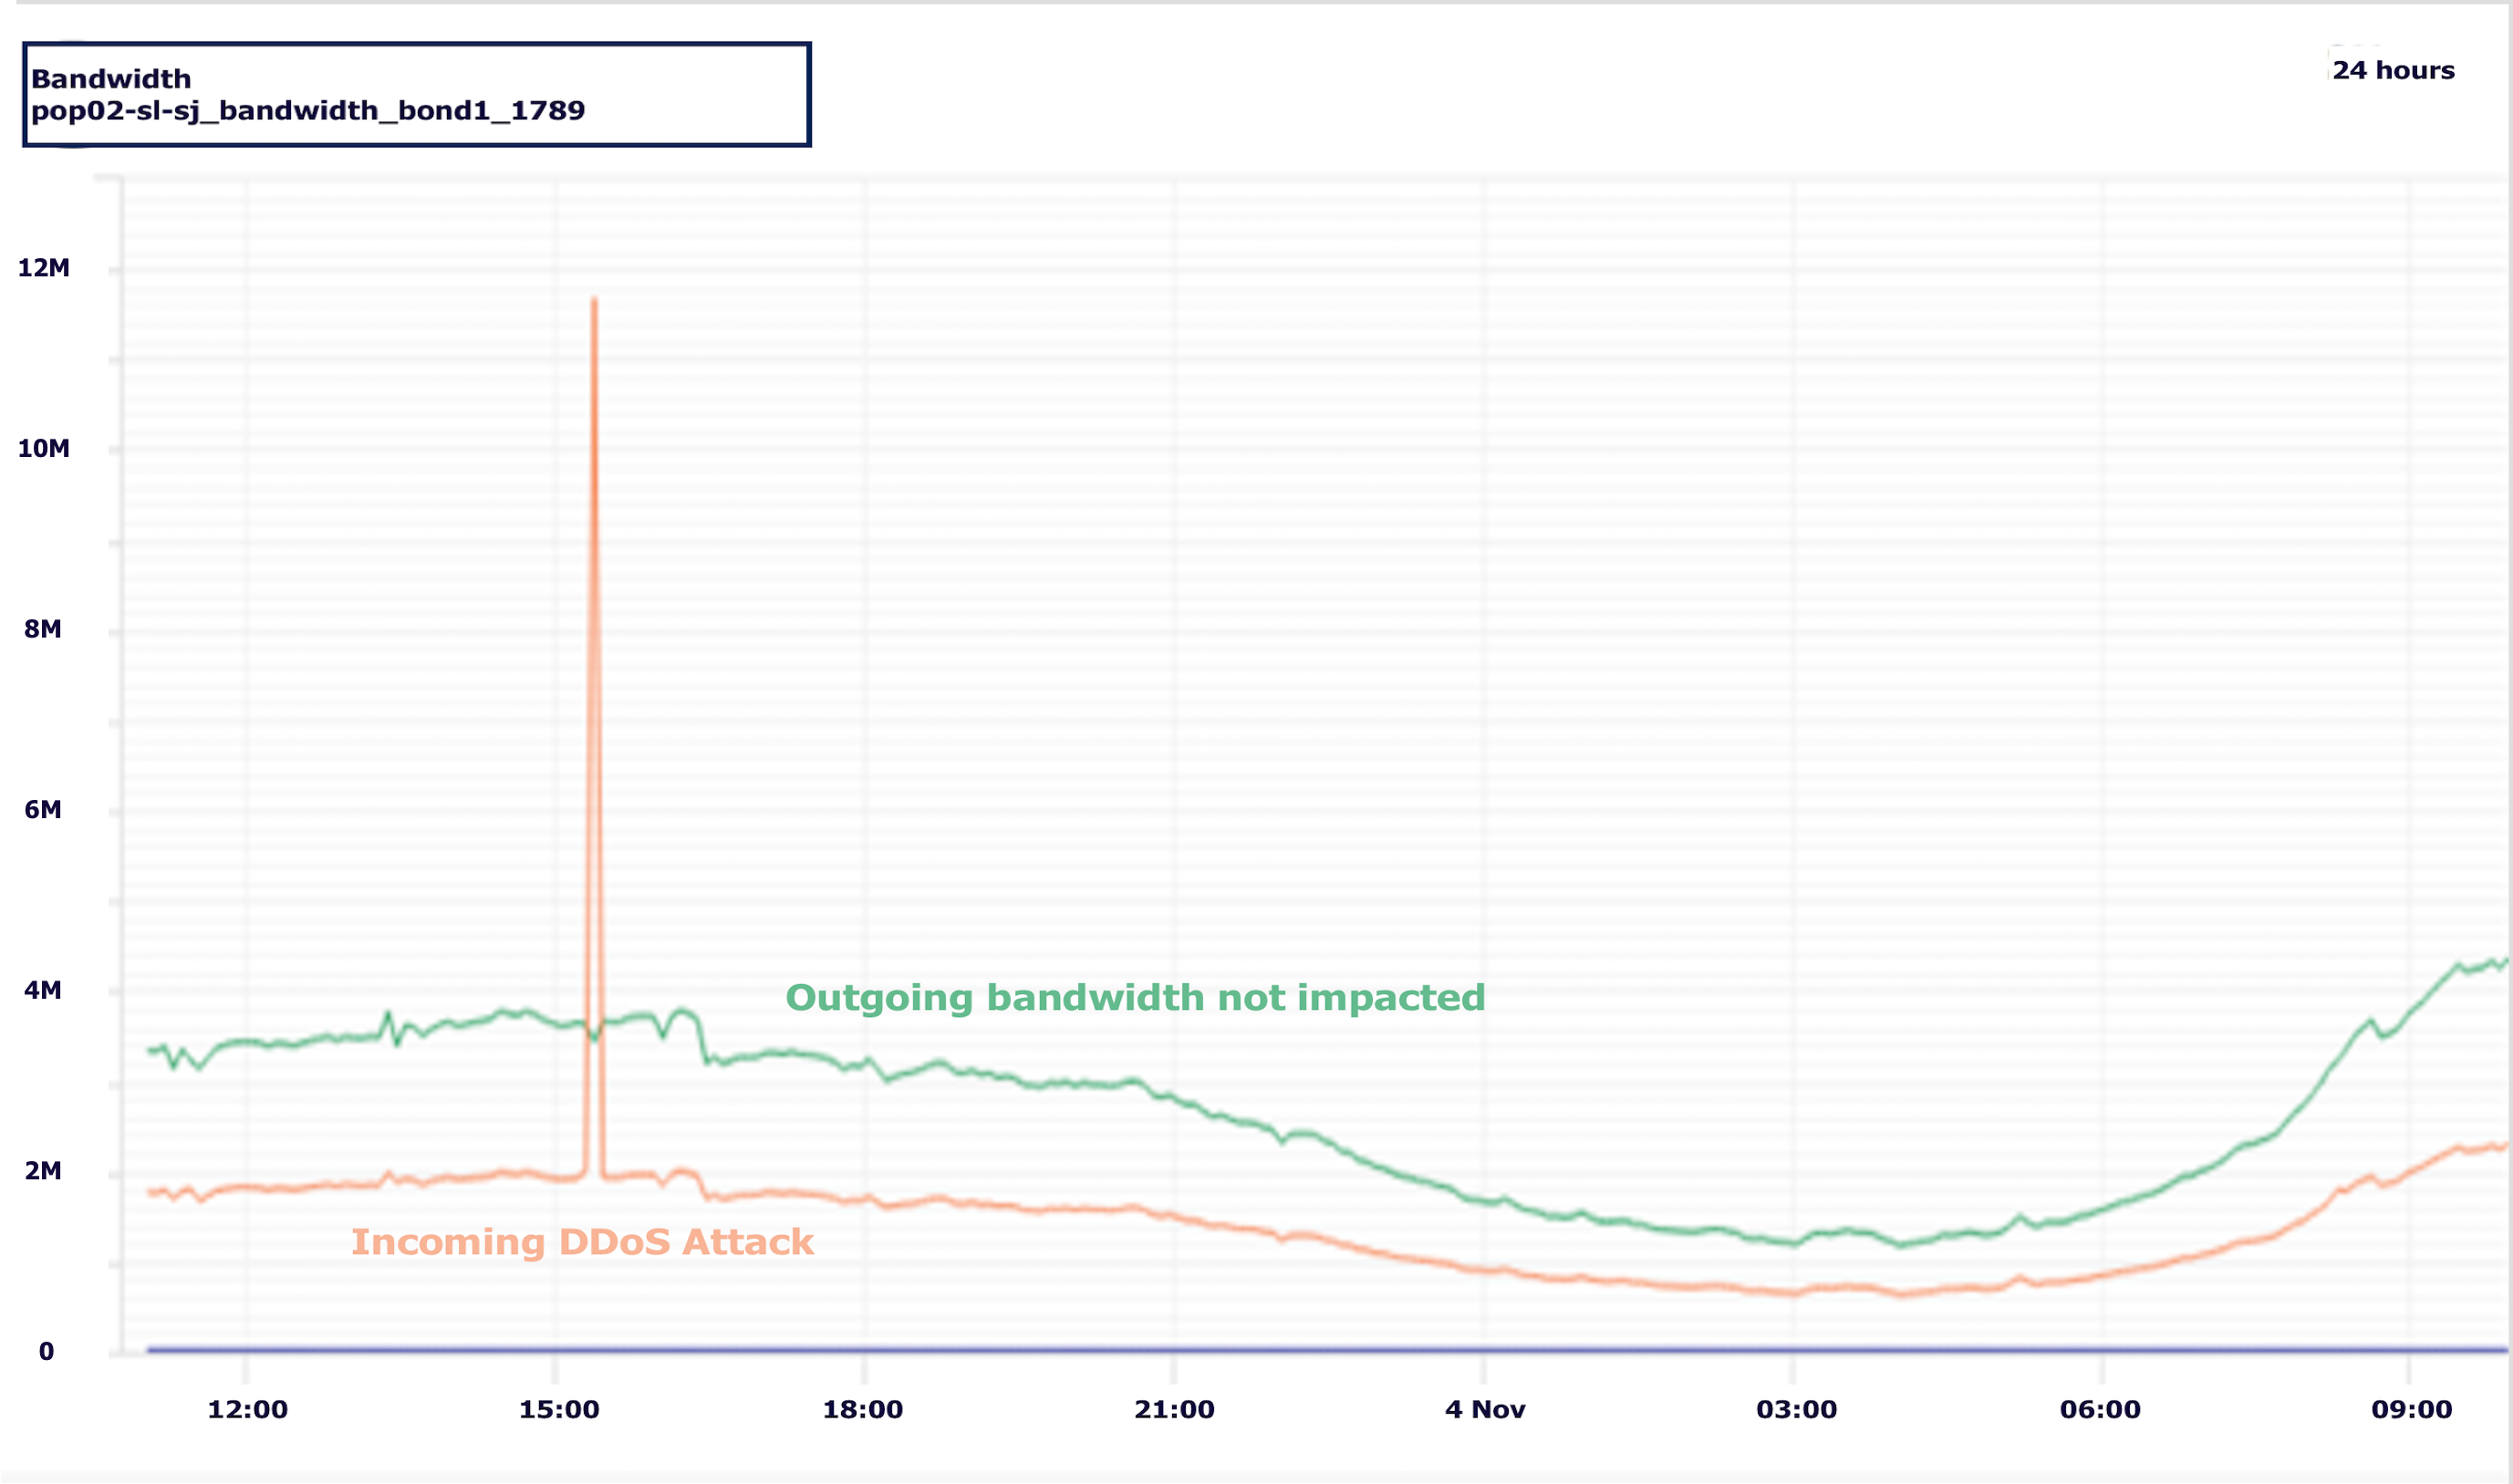 Bandwidth
pop02-sl-sj_bandwidth_bond1_1789
24 hours
12M
10M
8M
6M
4M
Outgoing bandwidth not impacted
2M
Incoming DDoS Attack
0
12:00 15:00 18:00 21:00 4 Nov 03:00 06:00 09:00